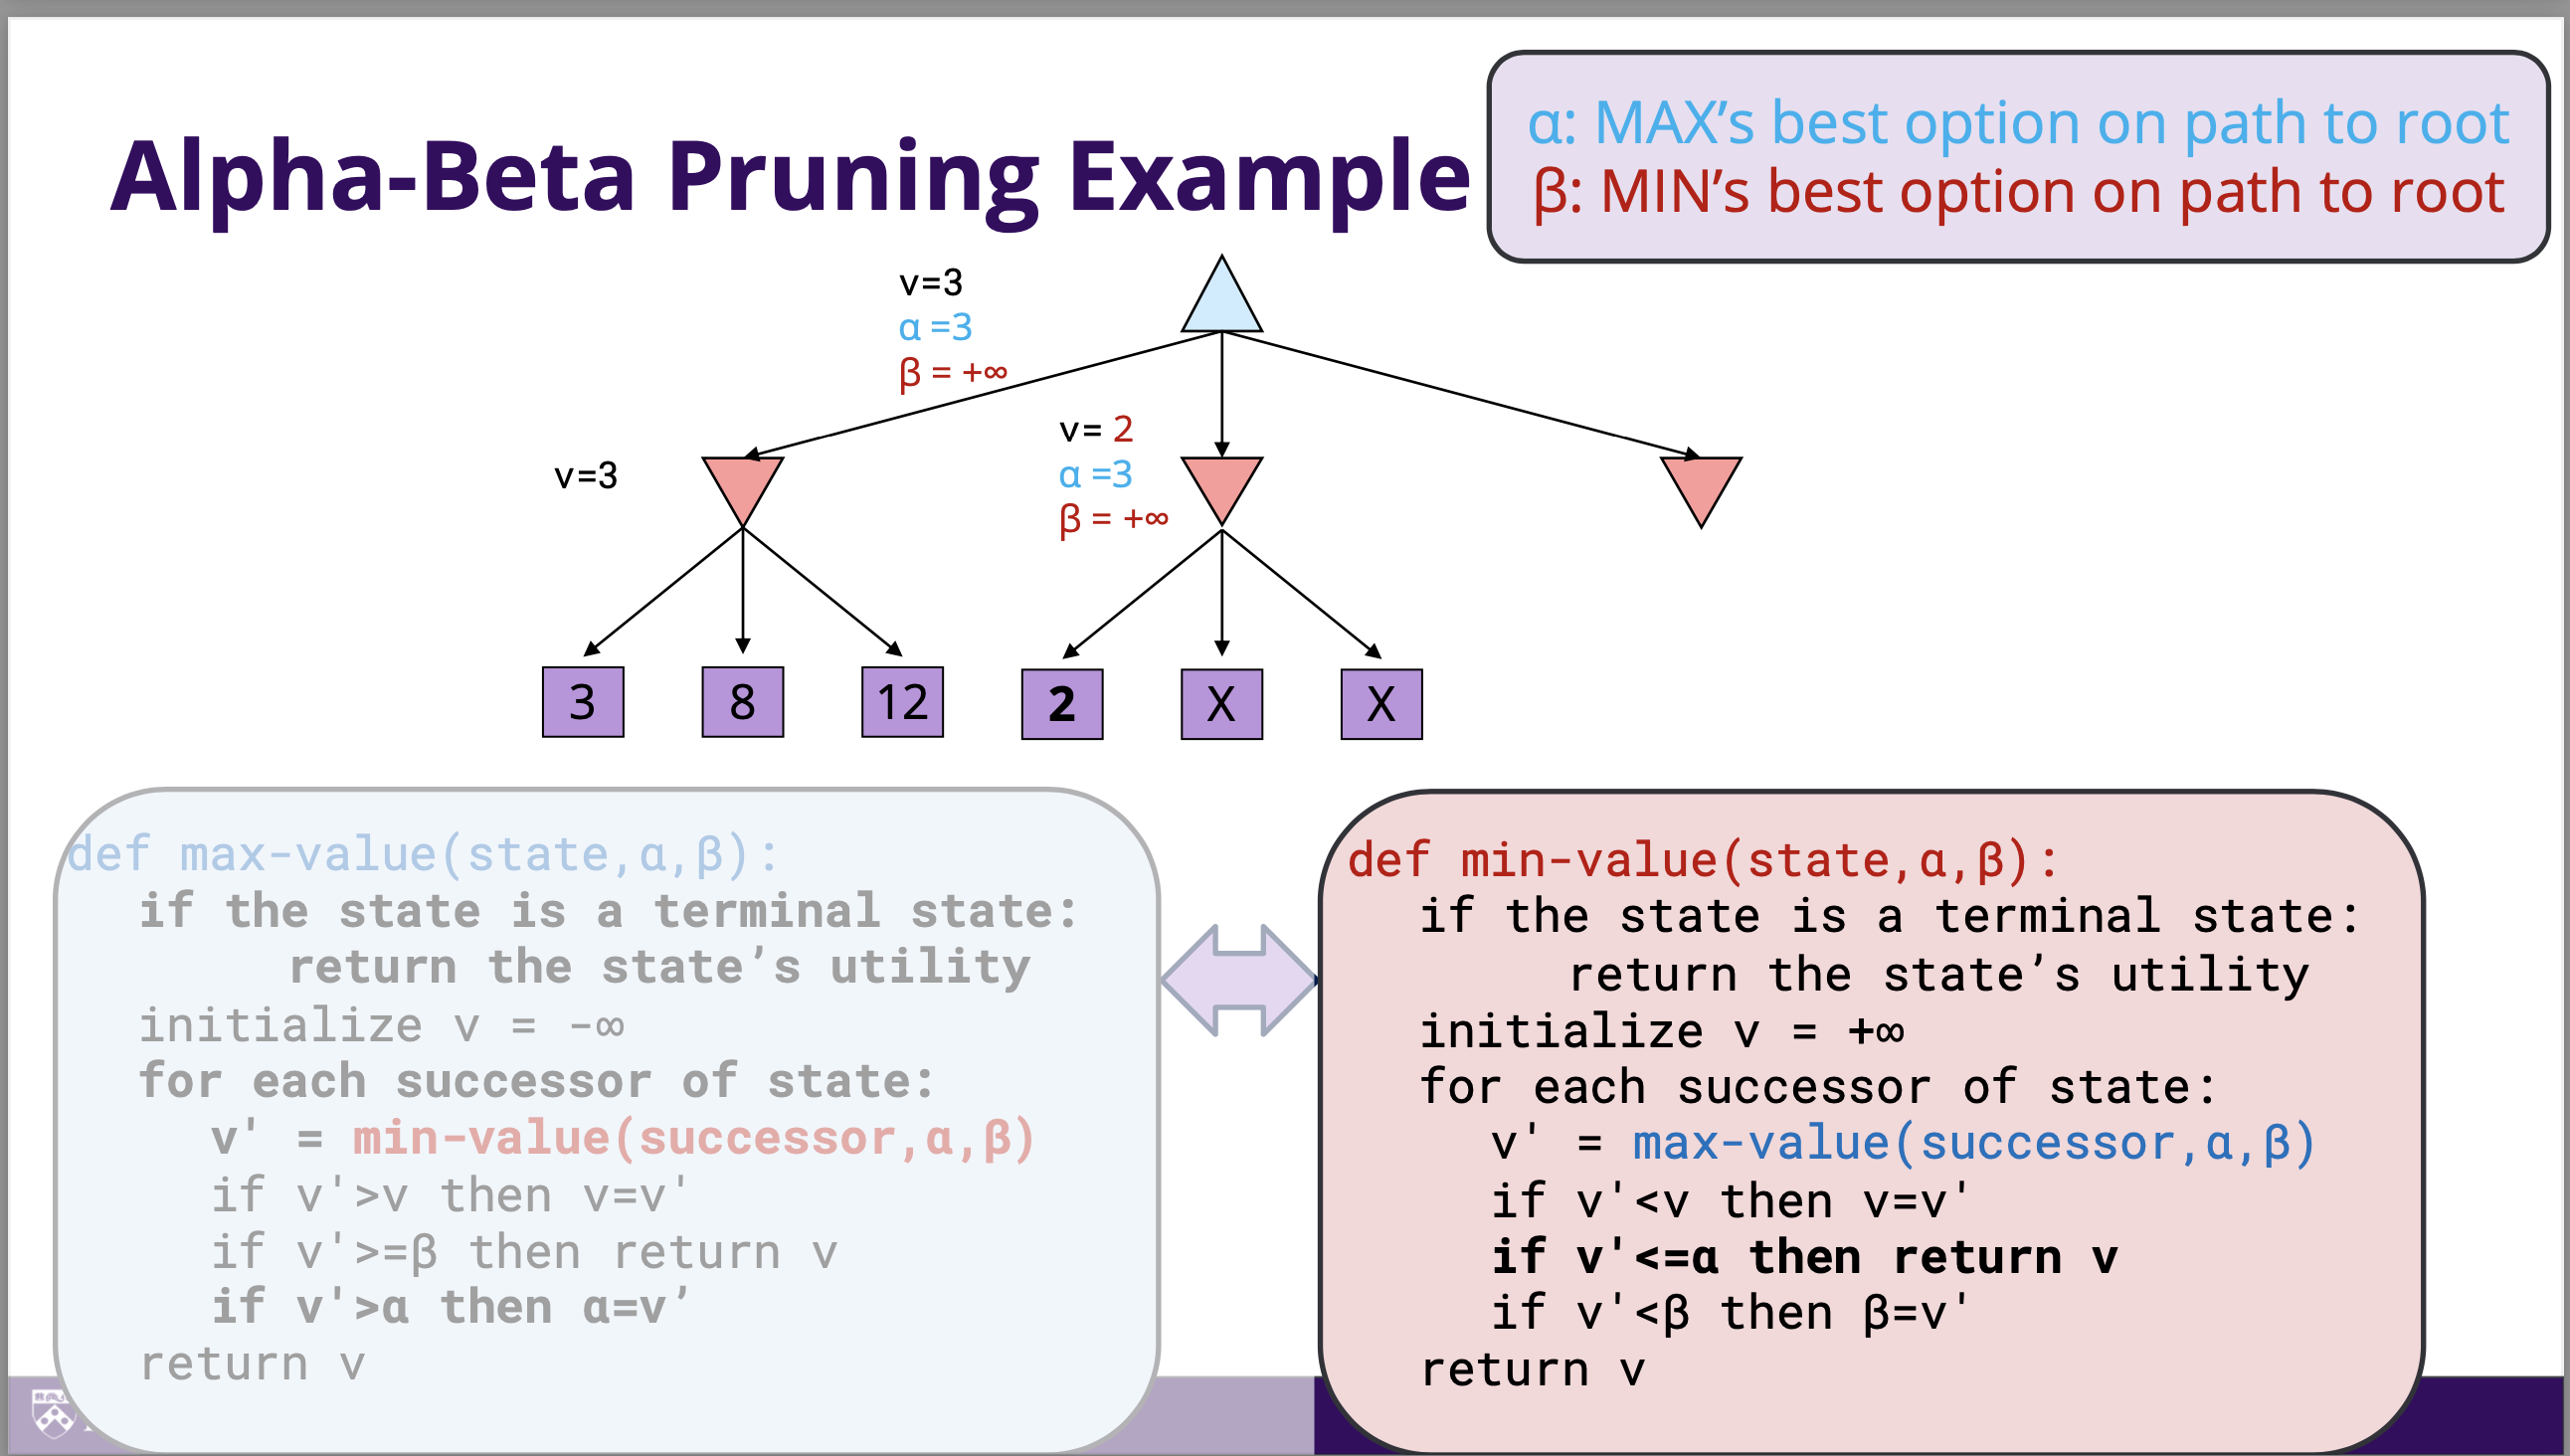 Alpha-Beta Pruning Example
α: MAX’s best option on path to root
β: MIN’s best option on path to root
v=3
α =3
β = +∞
v=3
v= 2
α =3
β = +∞
3 8 12 2 X X
def max-value(state,α,β):
if the state is a terminal state:
return the state’s utility
initialize v = -∞
for each successor of state:
v' = min-value(successor,α,β)
if v'>v then v=v'
if v'>=β then return v
if v'>α then α=v’
return v
def min-value(state,α,β):
if the state is a terminal state:
return the state’s utility
initialize v = +∞
for each successor of state:
v' = max-value(successor,α,β)
if v'<v then v=v'
if v'<=α then return v
if v'<β then β=v'
return v